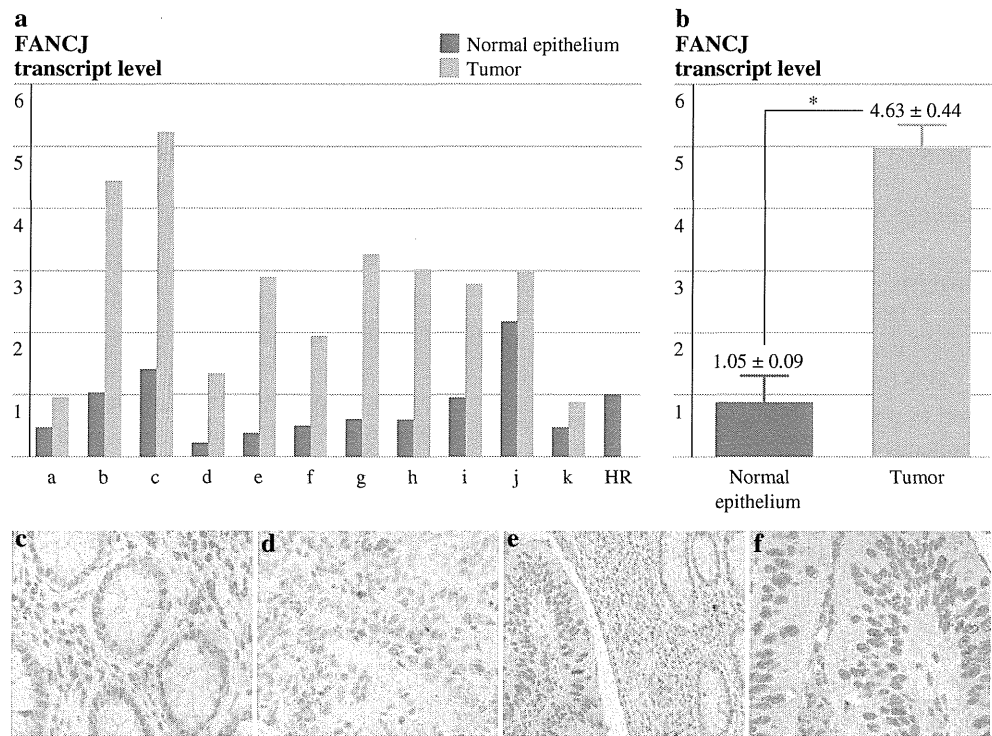 a
FANCJ
transcript level
Normal epithelium
Tumor
6
5
4
3
2
1
a b c d e f g h i j k HR
b
FANCJ
transcript level
6
5
4
3
2
1
*
4.63 ± 0.44
1.05 ± 0.09
Normal
epithelium
Tumor
c
d
e
f